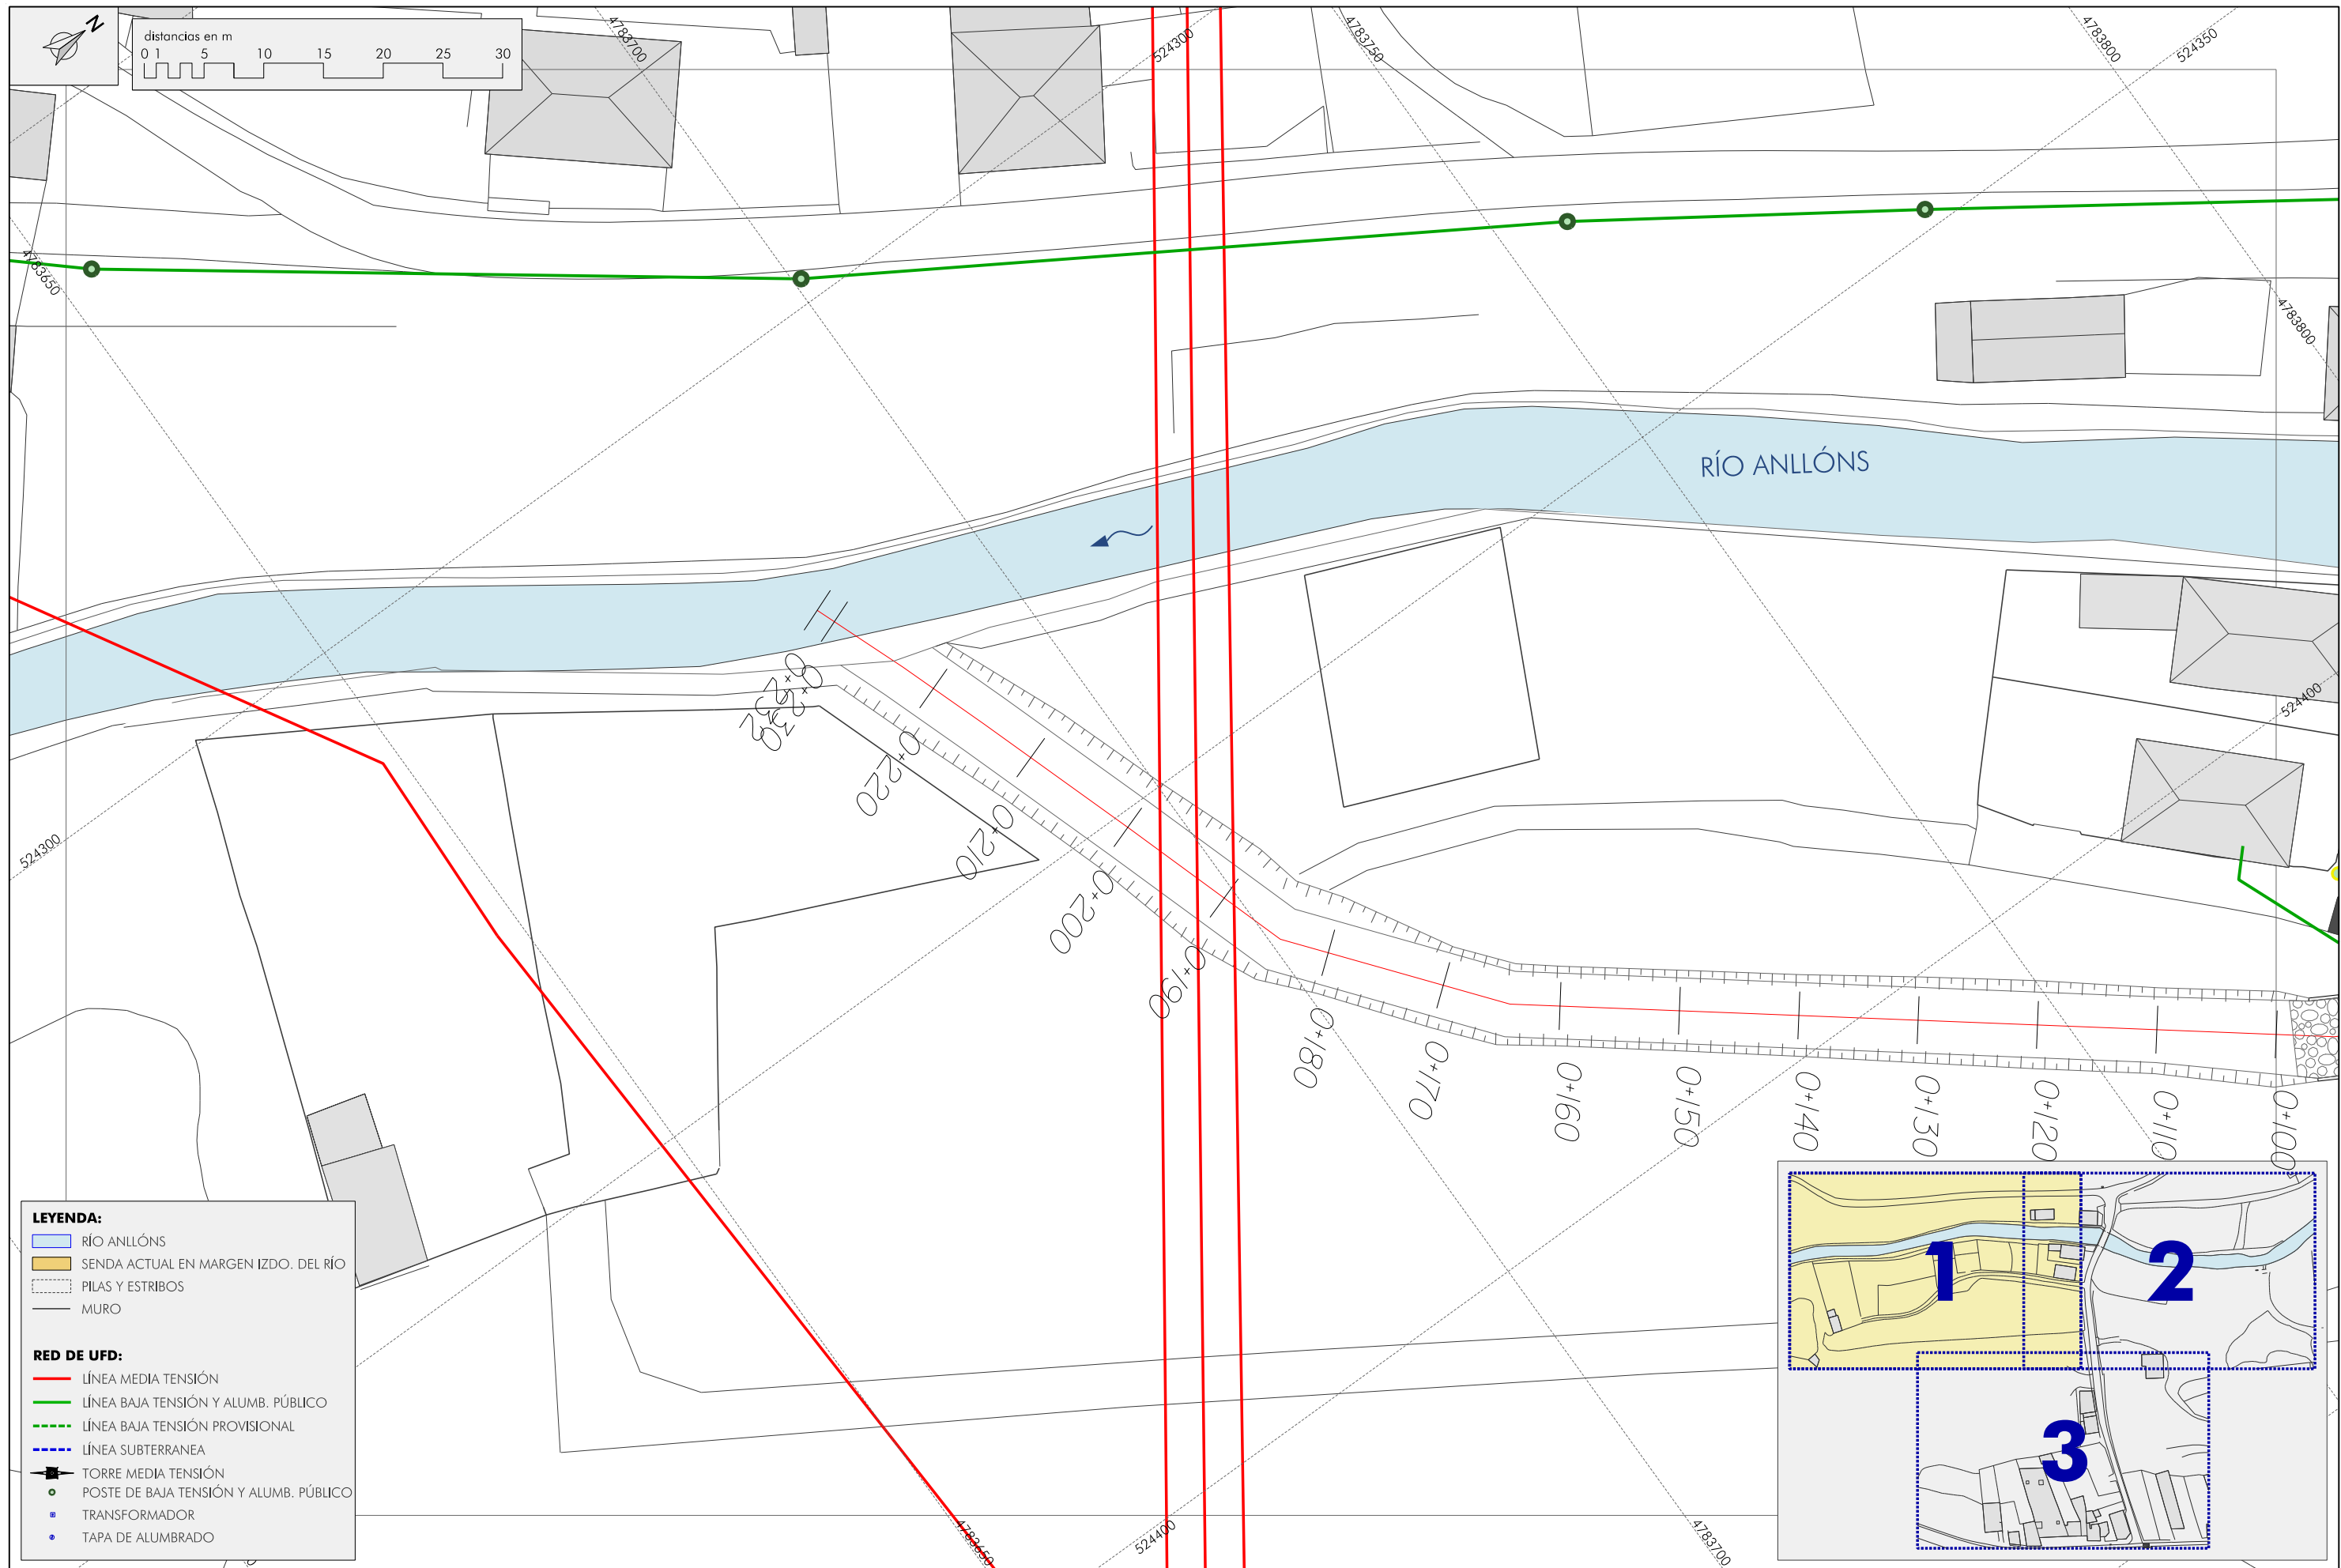 N
distancias en m
0 1 5 10 15 20 25 30
4783700
524300
4783750
4783800
524350
4783650
4783800
RÍO ANLLÓNS
524400
524300
0+232
0+230
0+220
0+210
0+200
0+190
0+180
0+170
0+160
0+150
0+140
0+130
0+120
0+110
0+100
LEYENDA:
RÍO ANLLÓNS
SENDA ACTUAL EN MARGEN IZDO. DEL RÍO
PILAS Y ESTRIBOS
MURO
RED DE UFD:
LÍNEA MEDIA TENSIÓN
LÍNEA BAJA TENSIÓN Y ALUMB. PÚBLICO
LÍNEA BAJA TENSIÓN PROVISIONAL
LÍNEA SUBTERRANEA
TORRE MEDIA TENSIÓN
POSTE DE BAJA TENSIÓN Y ALUMB. PÚBLICO
TRANSFORMADOR
TAPA DE ALUMBRADO
4783650
524400
4783700
1
2
3